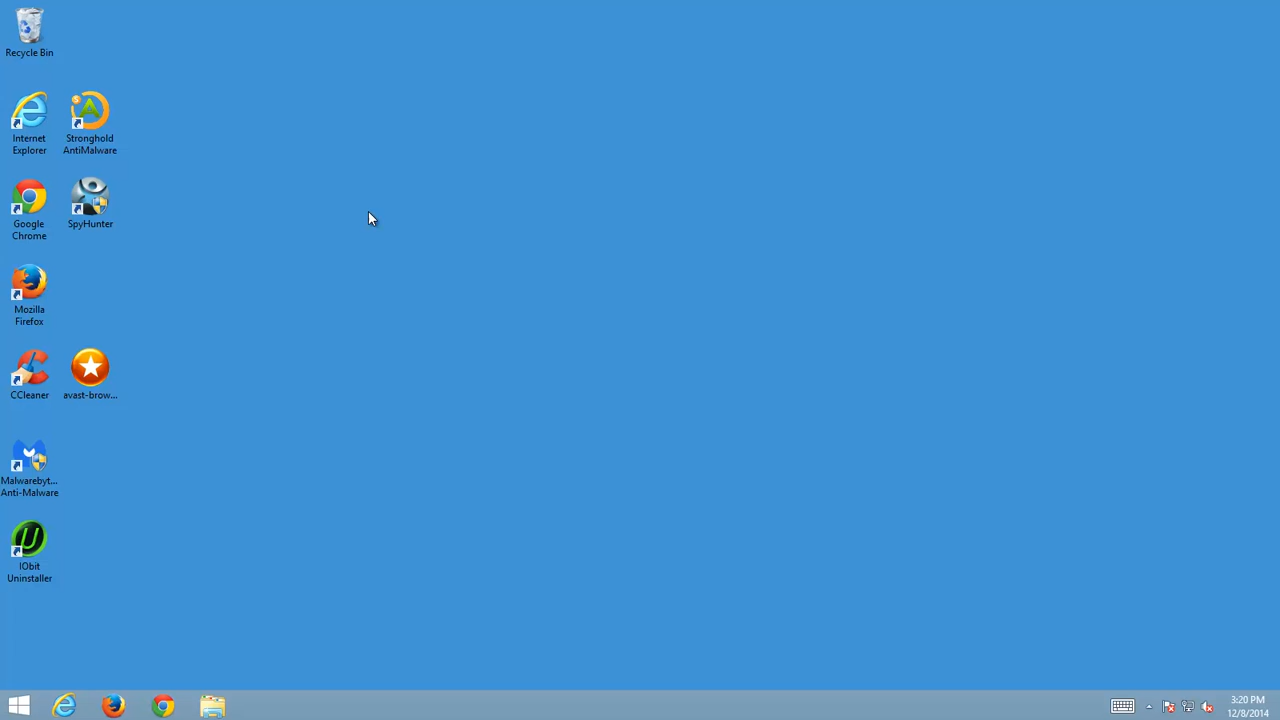 Recycle Bin
Internet
Explorer
Stronghold
AntiMalware
Google
Chrome
SpyHunter
Mozilla
Firefox
CCleaner
avast-brow...
Malwarebyt...
Anti-Malware
IObit
Uninstaller
3:20 PM
12/8/2014